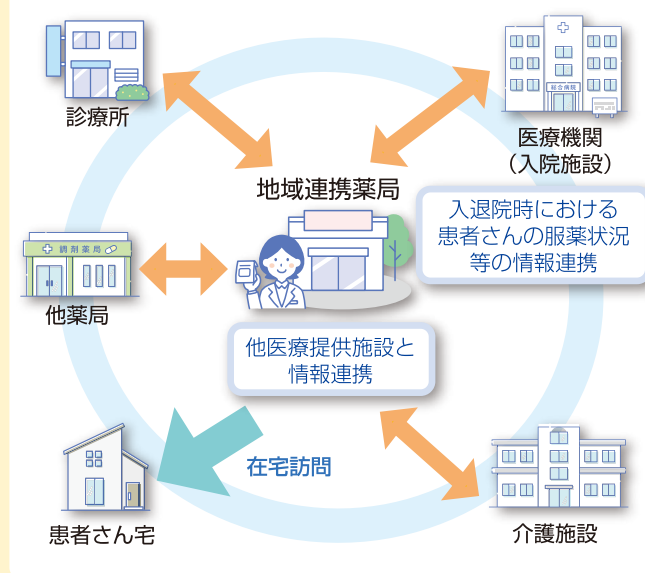 診療所
総合病院
医療機関
（入院施設）
地域連携薬局
入退院時における
患者さんの服薬状況
等の情報連携
調剤薬局
他薬局
他医療提供施設と
情報連携
在宅訪問
患者さん宅
介護施設